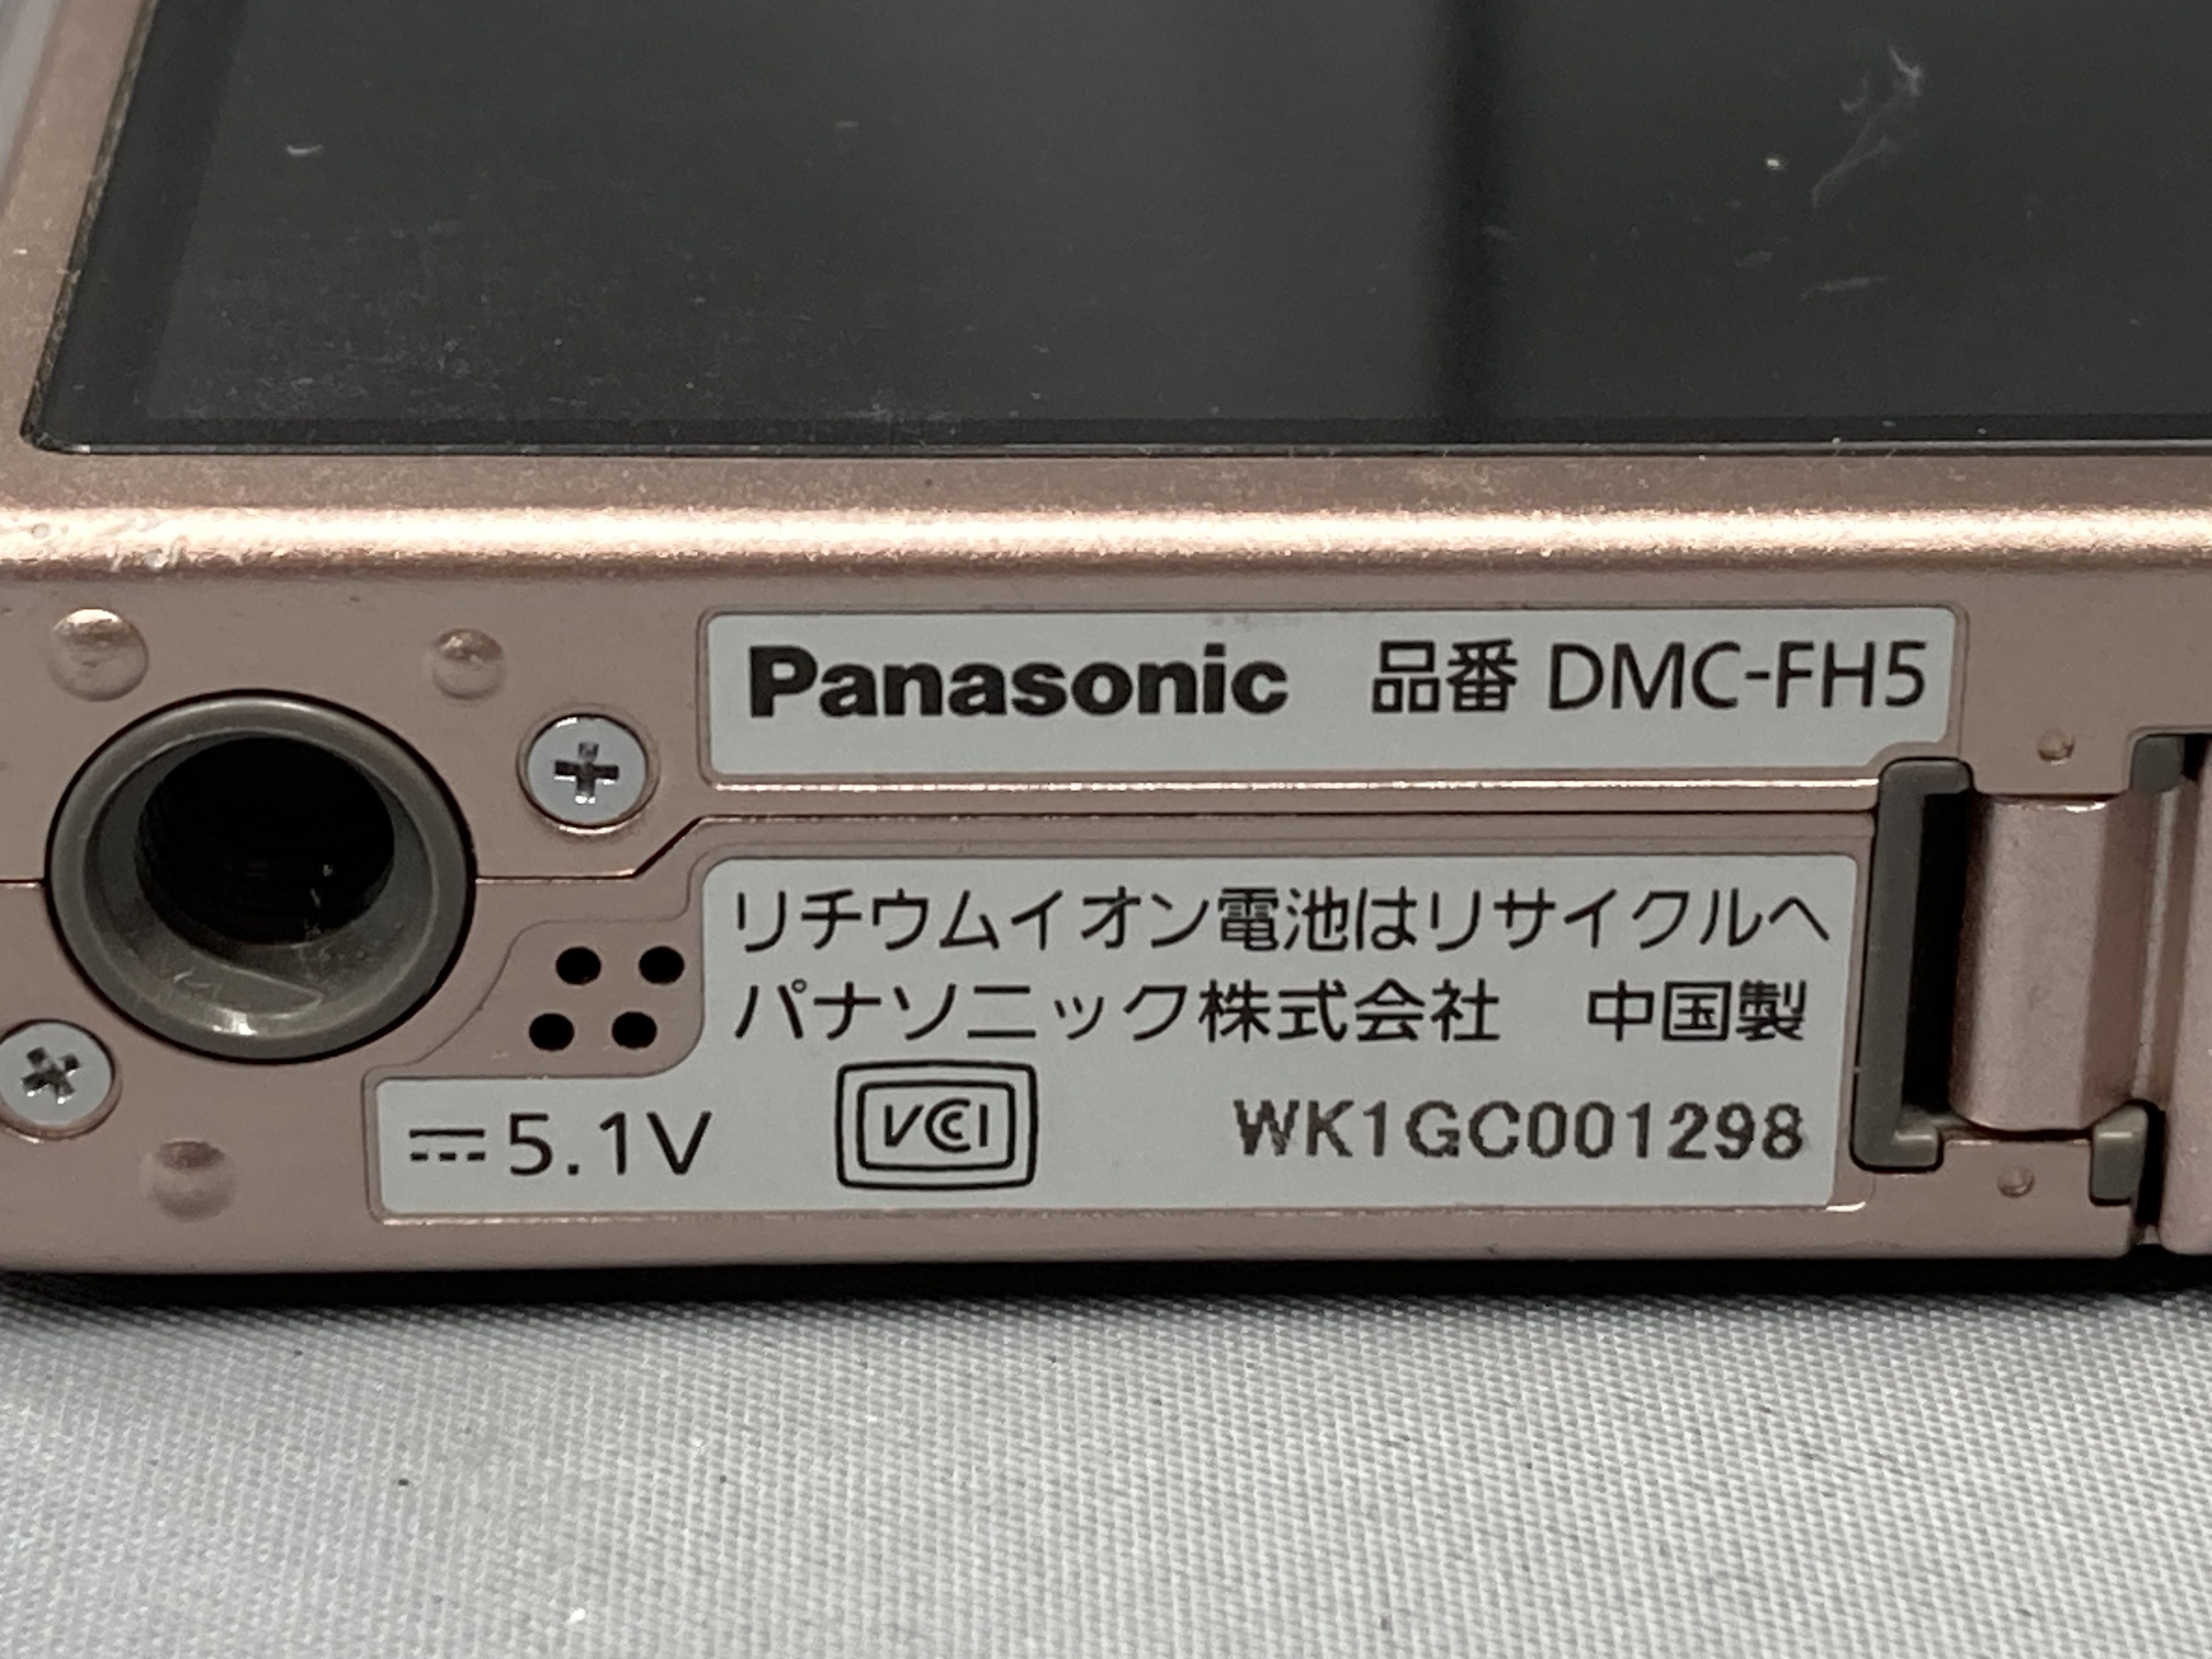 Panasonic 品番 DMC-FH5
リチウムイオン電池はリサイクルへ
パナソニック株式会社 中国製
5.1V VCCI WK1GC001298